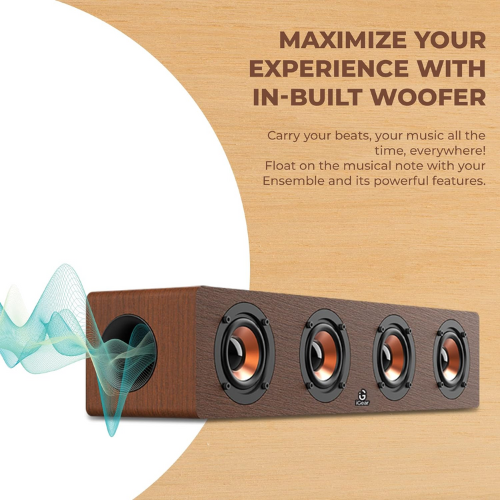 MAXIMIZE YOUR
EXPERIENCE WITH
IN-BUILT WOOFER
Carry your beats, your music all the
time, everywhere!
Float on the musical note with your
Ensemble and its powerful features.
iGear